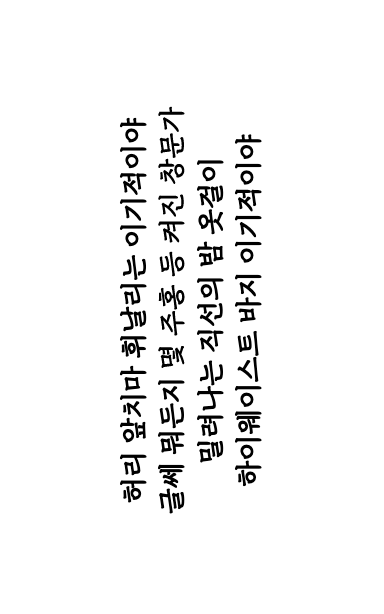 허리 앞치마 휘날리는 이기적이야
글쎄 뭐든지 몇 주홍 등 켜진 창문가
밀려나는 직선의 밤 옷걸이
하이웨이스트 바지 이기적이야